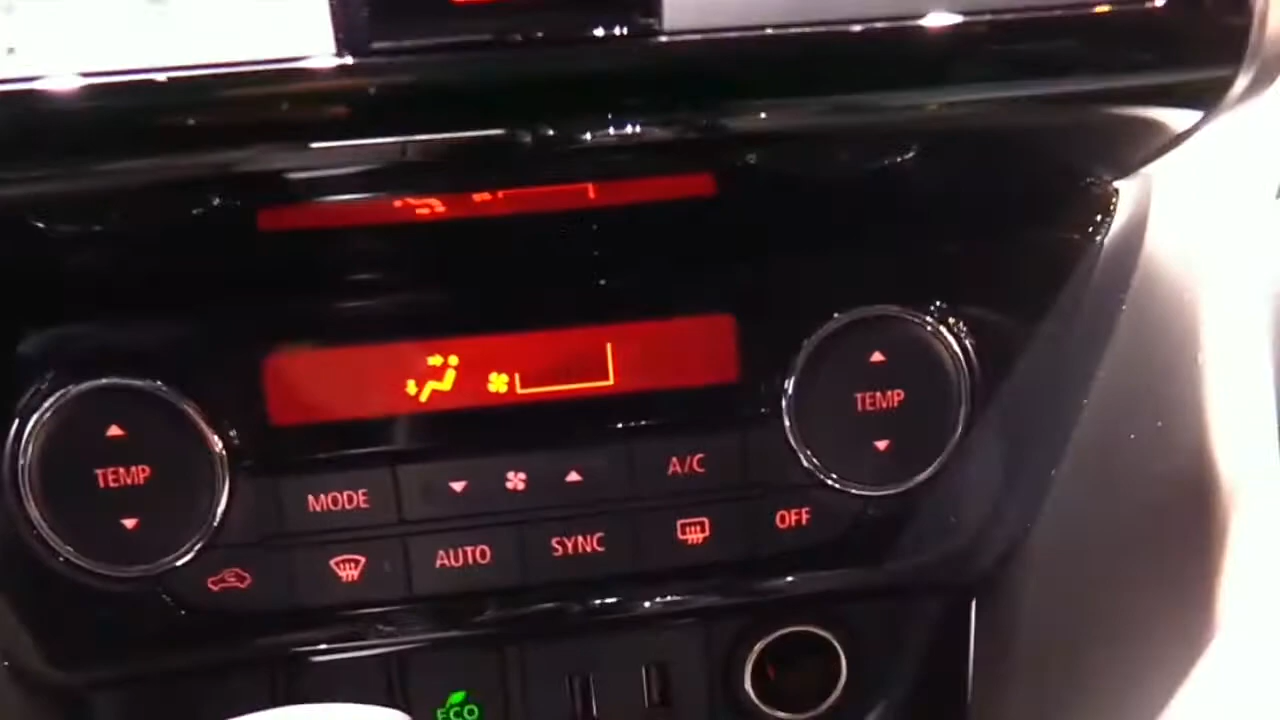 TEMP
TEMP
MODE
A/C
AUTO
SYNC
OFF
ECO